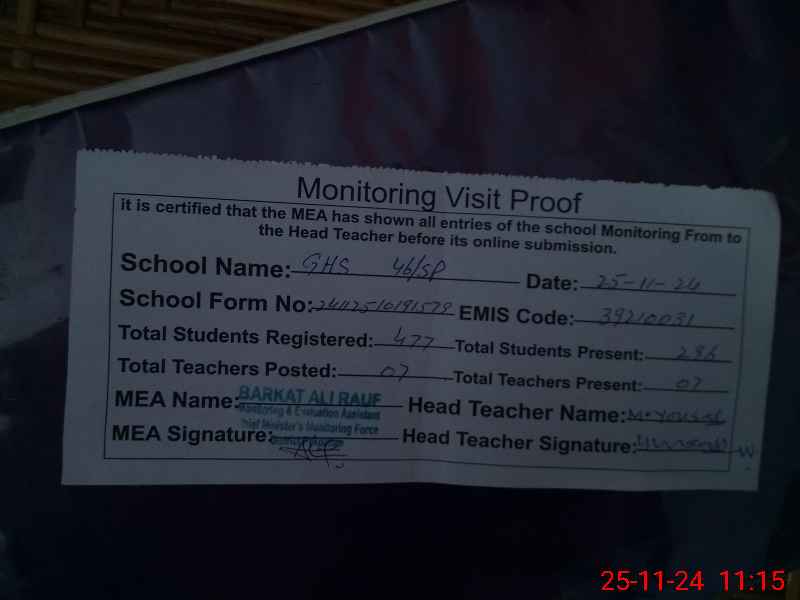 Monitoring Visit Proof
it is certified that the MEA has shown all entries of the school Monitoring From to
the Head Teacher before its online submission.
School Name: GHS 46/SP Date: 25-11-24
School Form No: EMIS Code: 39210031
Total Students Registered: 477 Total Students Present: 286
Total Teachers Posted: 07 Total Teachers Present: 07
MEA Name: BARKAT ALI RAUF Head Teacher Name:
Monitoring & Evaluation Assistant
Chief Minister's Monitoring Force
MEA Signature: Head Teacher Signature:
25-11-24 11:15